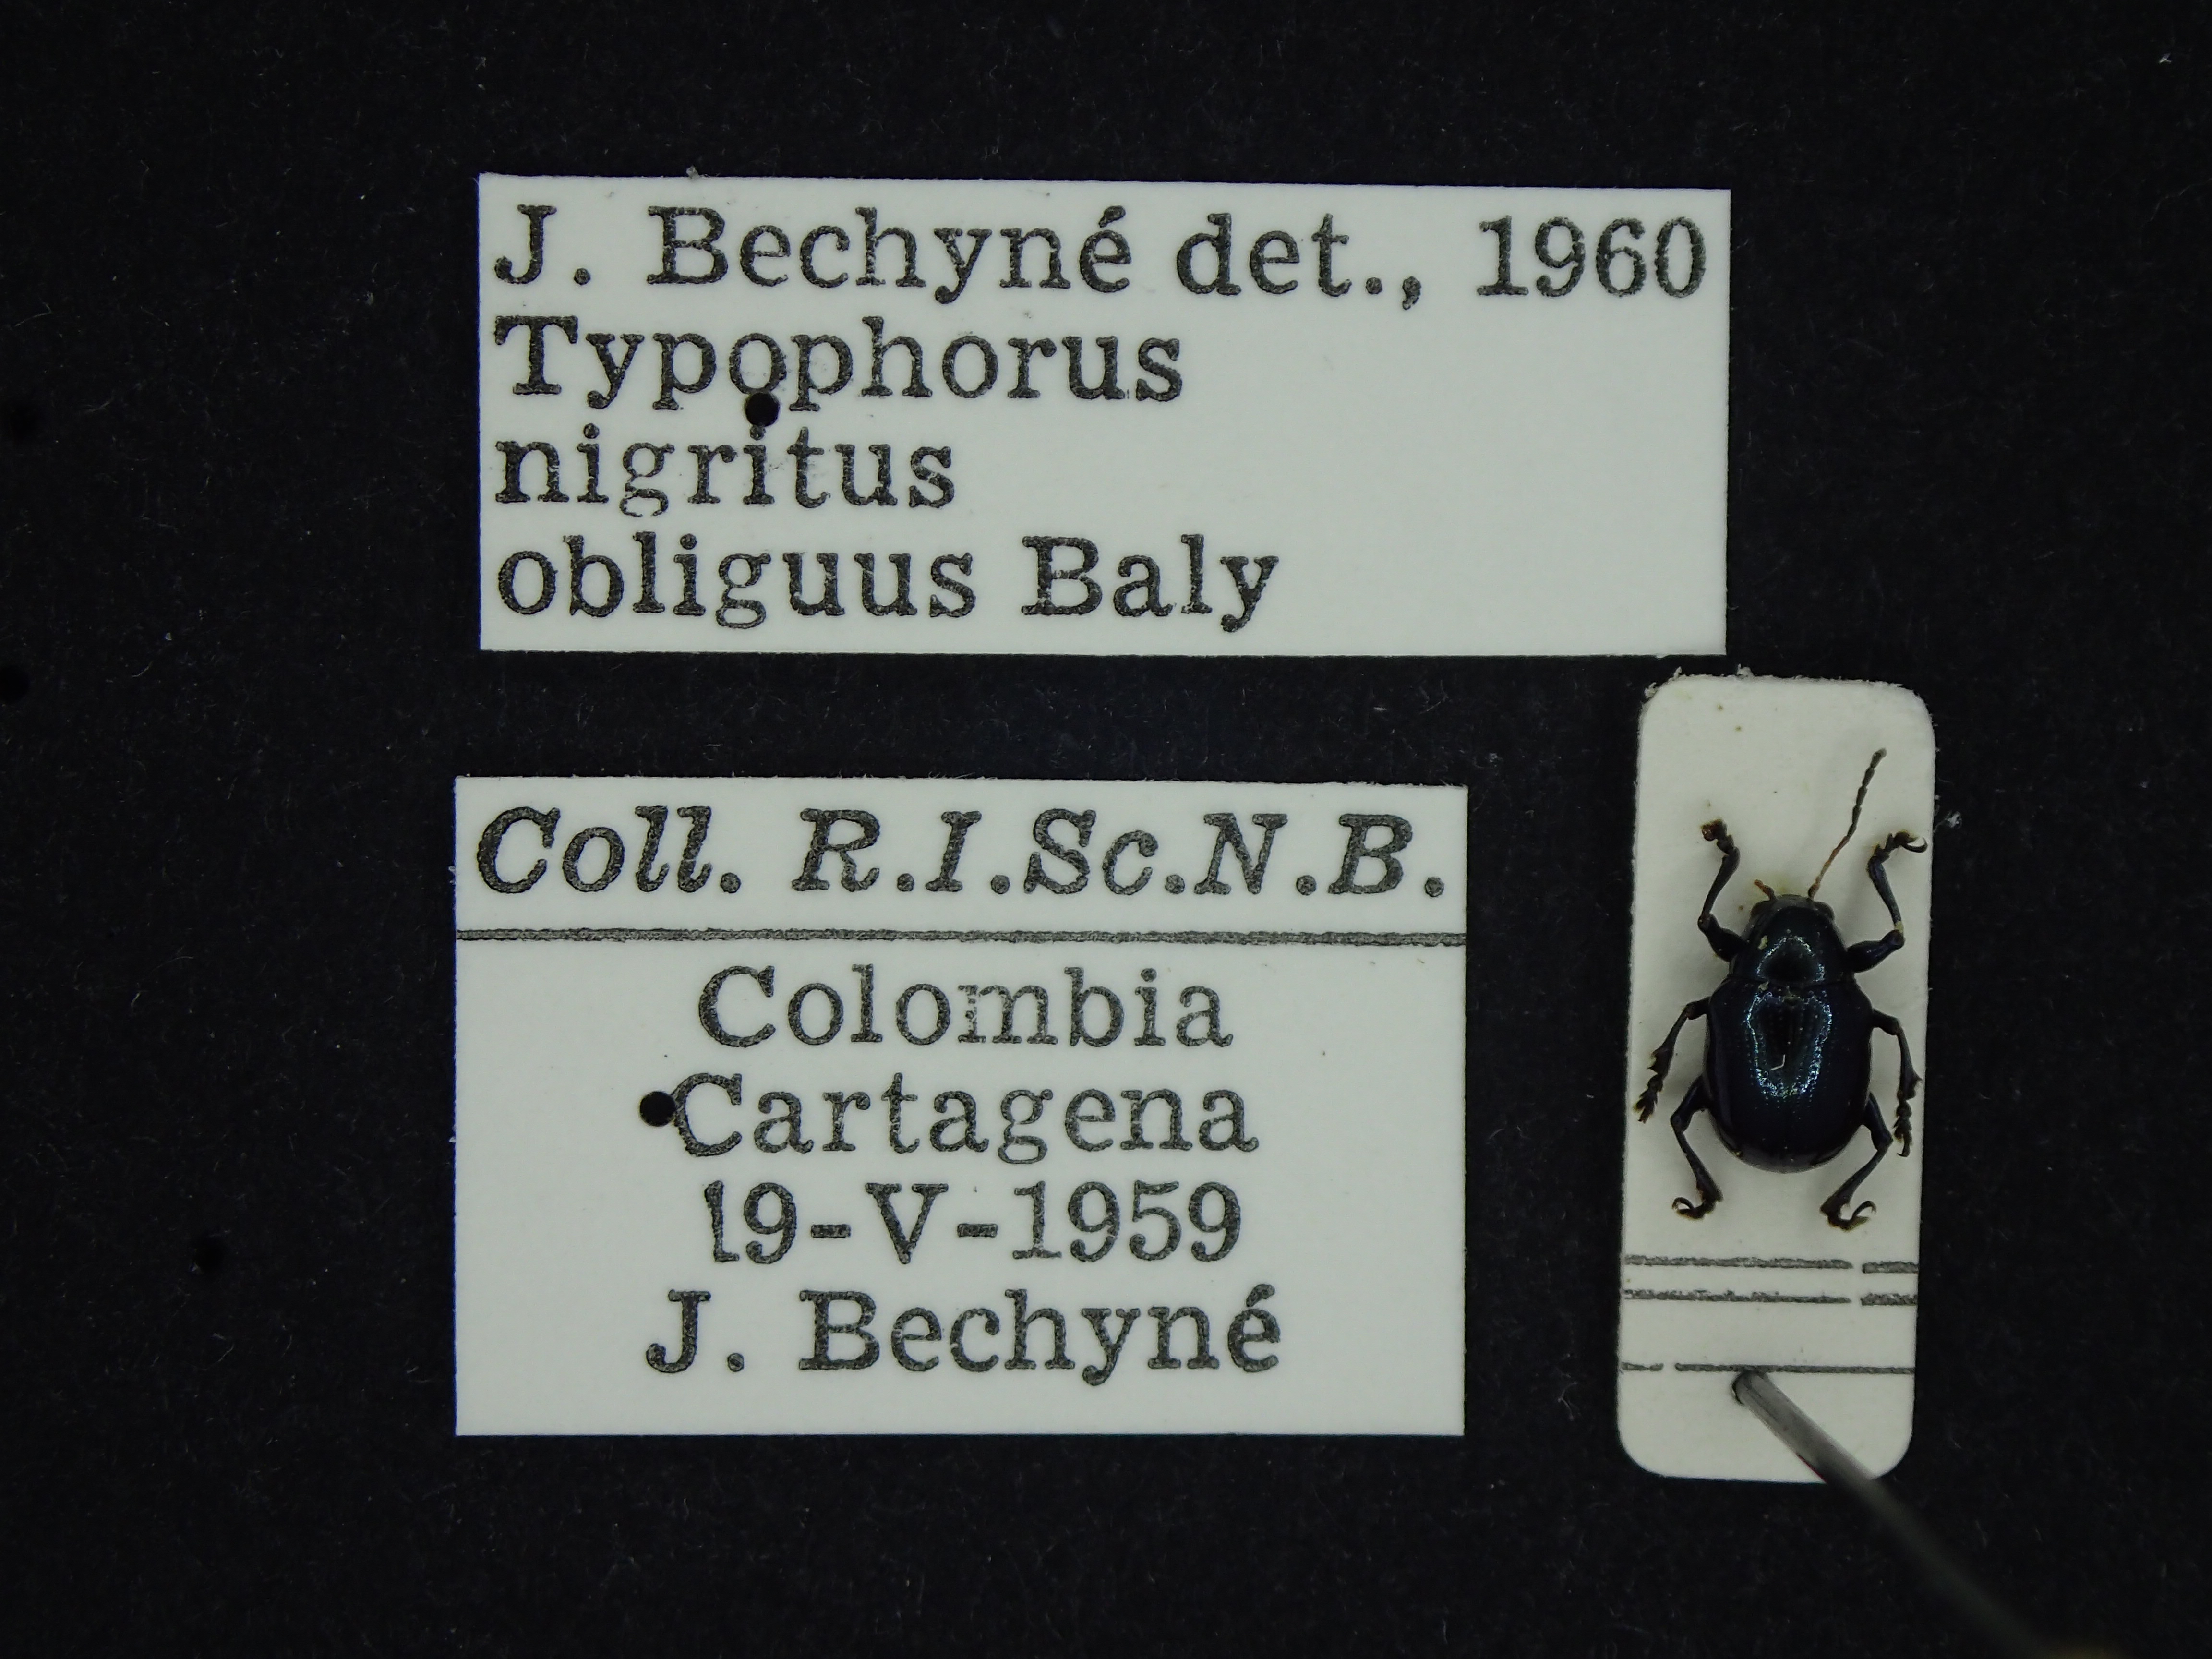 J. Bechyné det., 1960
Typophorus
nigritus
obliguus Baly
Coll. R.I.Sc.N.B.
Colombia
Cartagena
19-V-1959
J. Bechyné